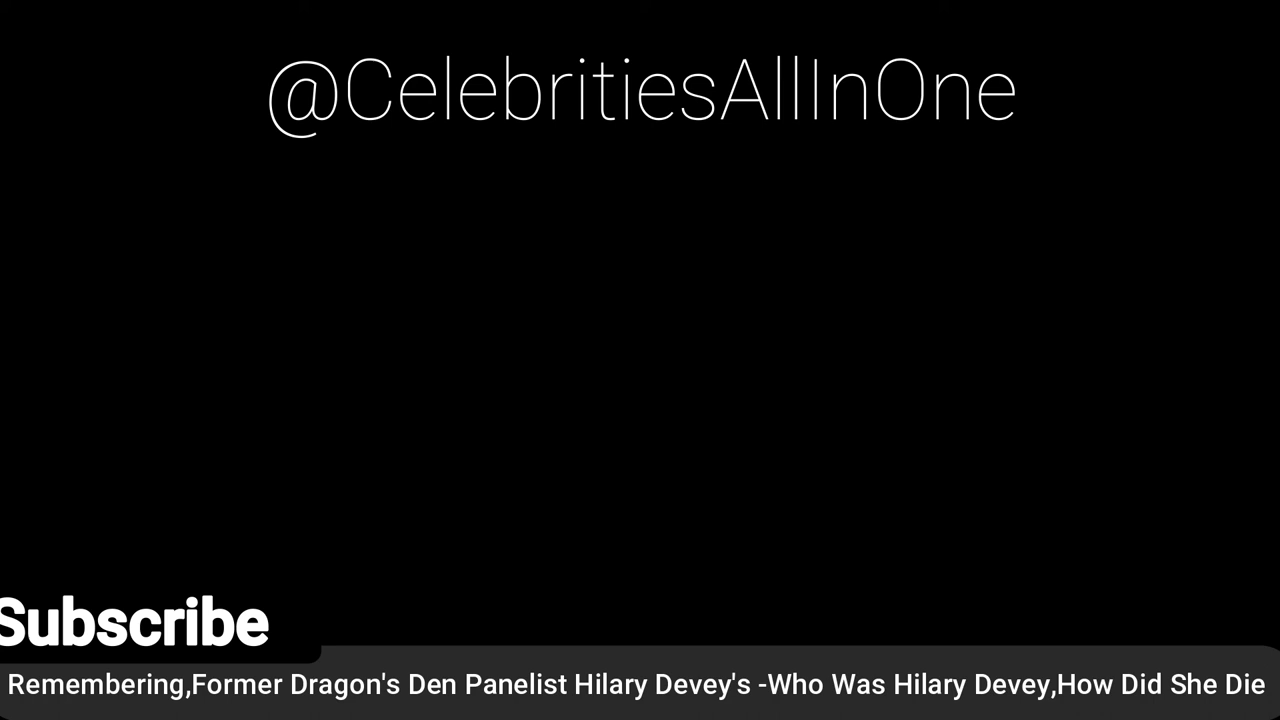 @CelebritiesAllInOne
Subscribe
Remembering,Former Dragon's Den Panelist Hilary Devey's -Who Was Hilary Devey,How Did She Die